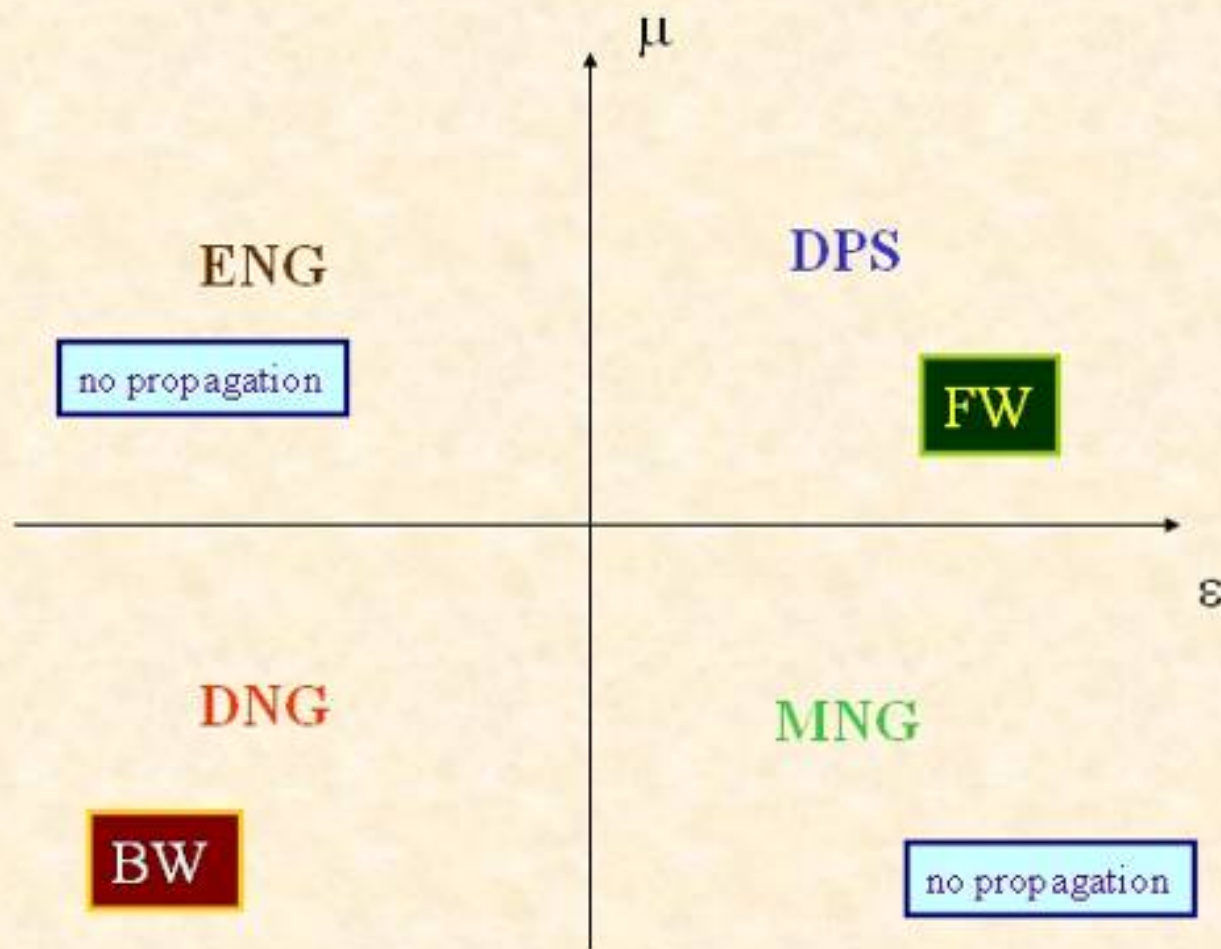 μ
ENG
DPS
no propagation
FW
ε
DNG
MNG
BW
no propagation